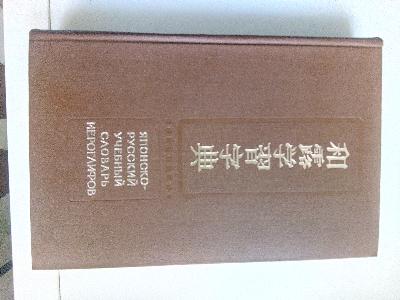 和露学習字典
ЯПОНСКО-
РУССКИЙ
УЧЕБНЫЙ
СЛОВАРЬ
ИЕРОГЛИФОВ